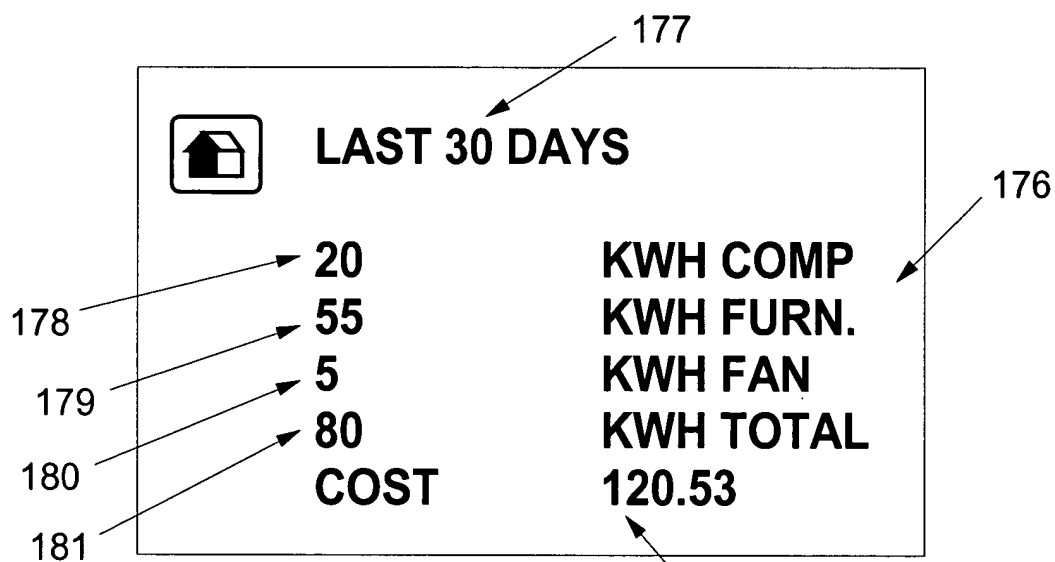 177
LAST 30 DAYS
176
20 KWH COMP
178
55 KWH FURN.
179
5 KWH FAN
180
80 KWH TOTAL
181
COST 120.53